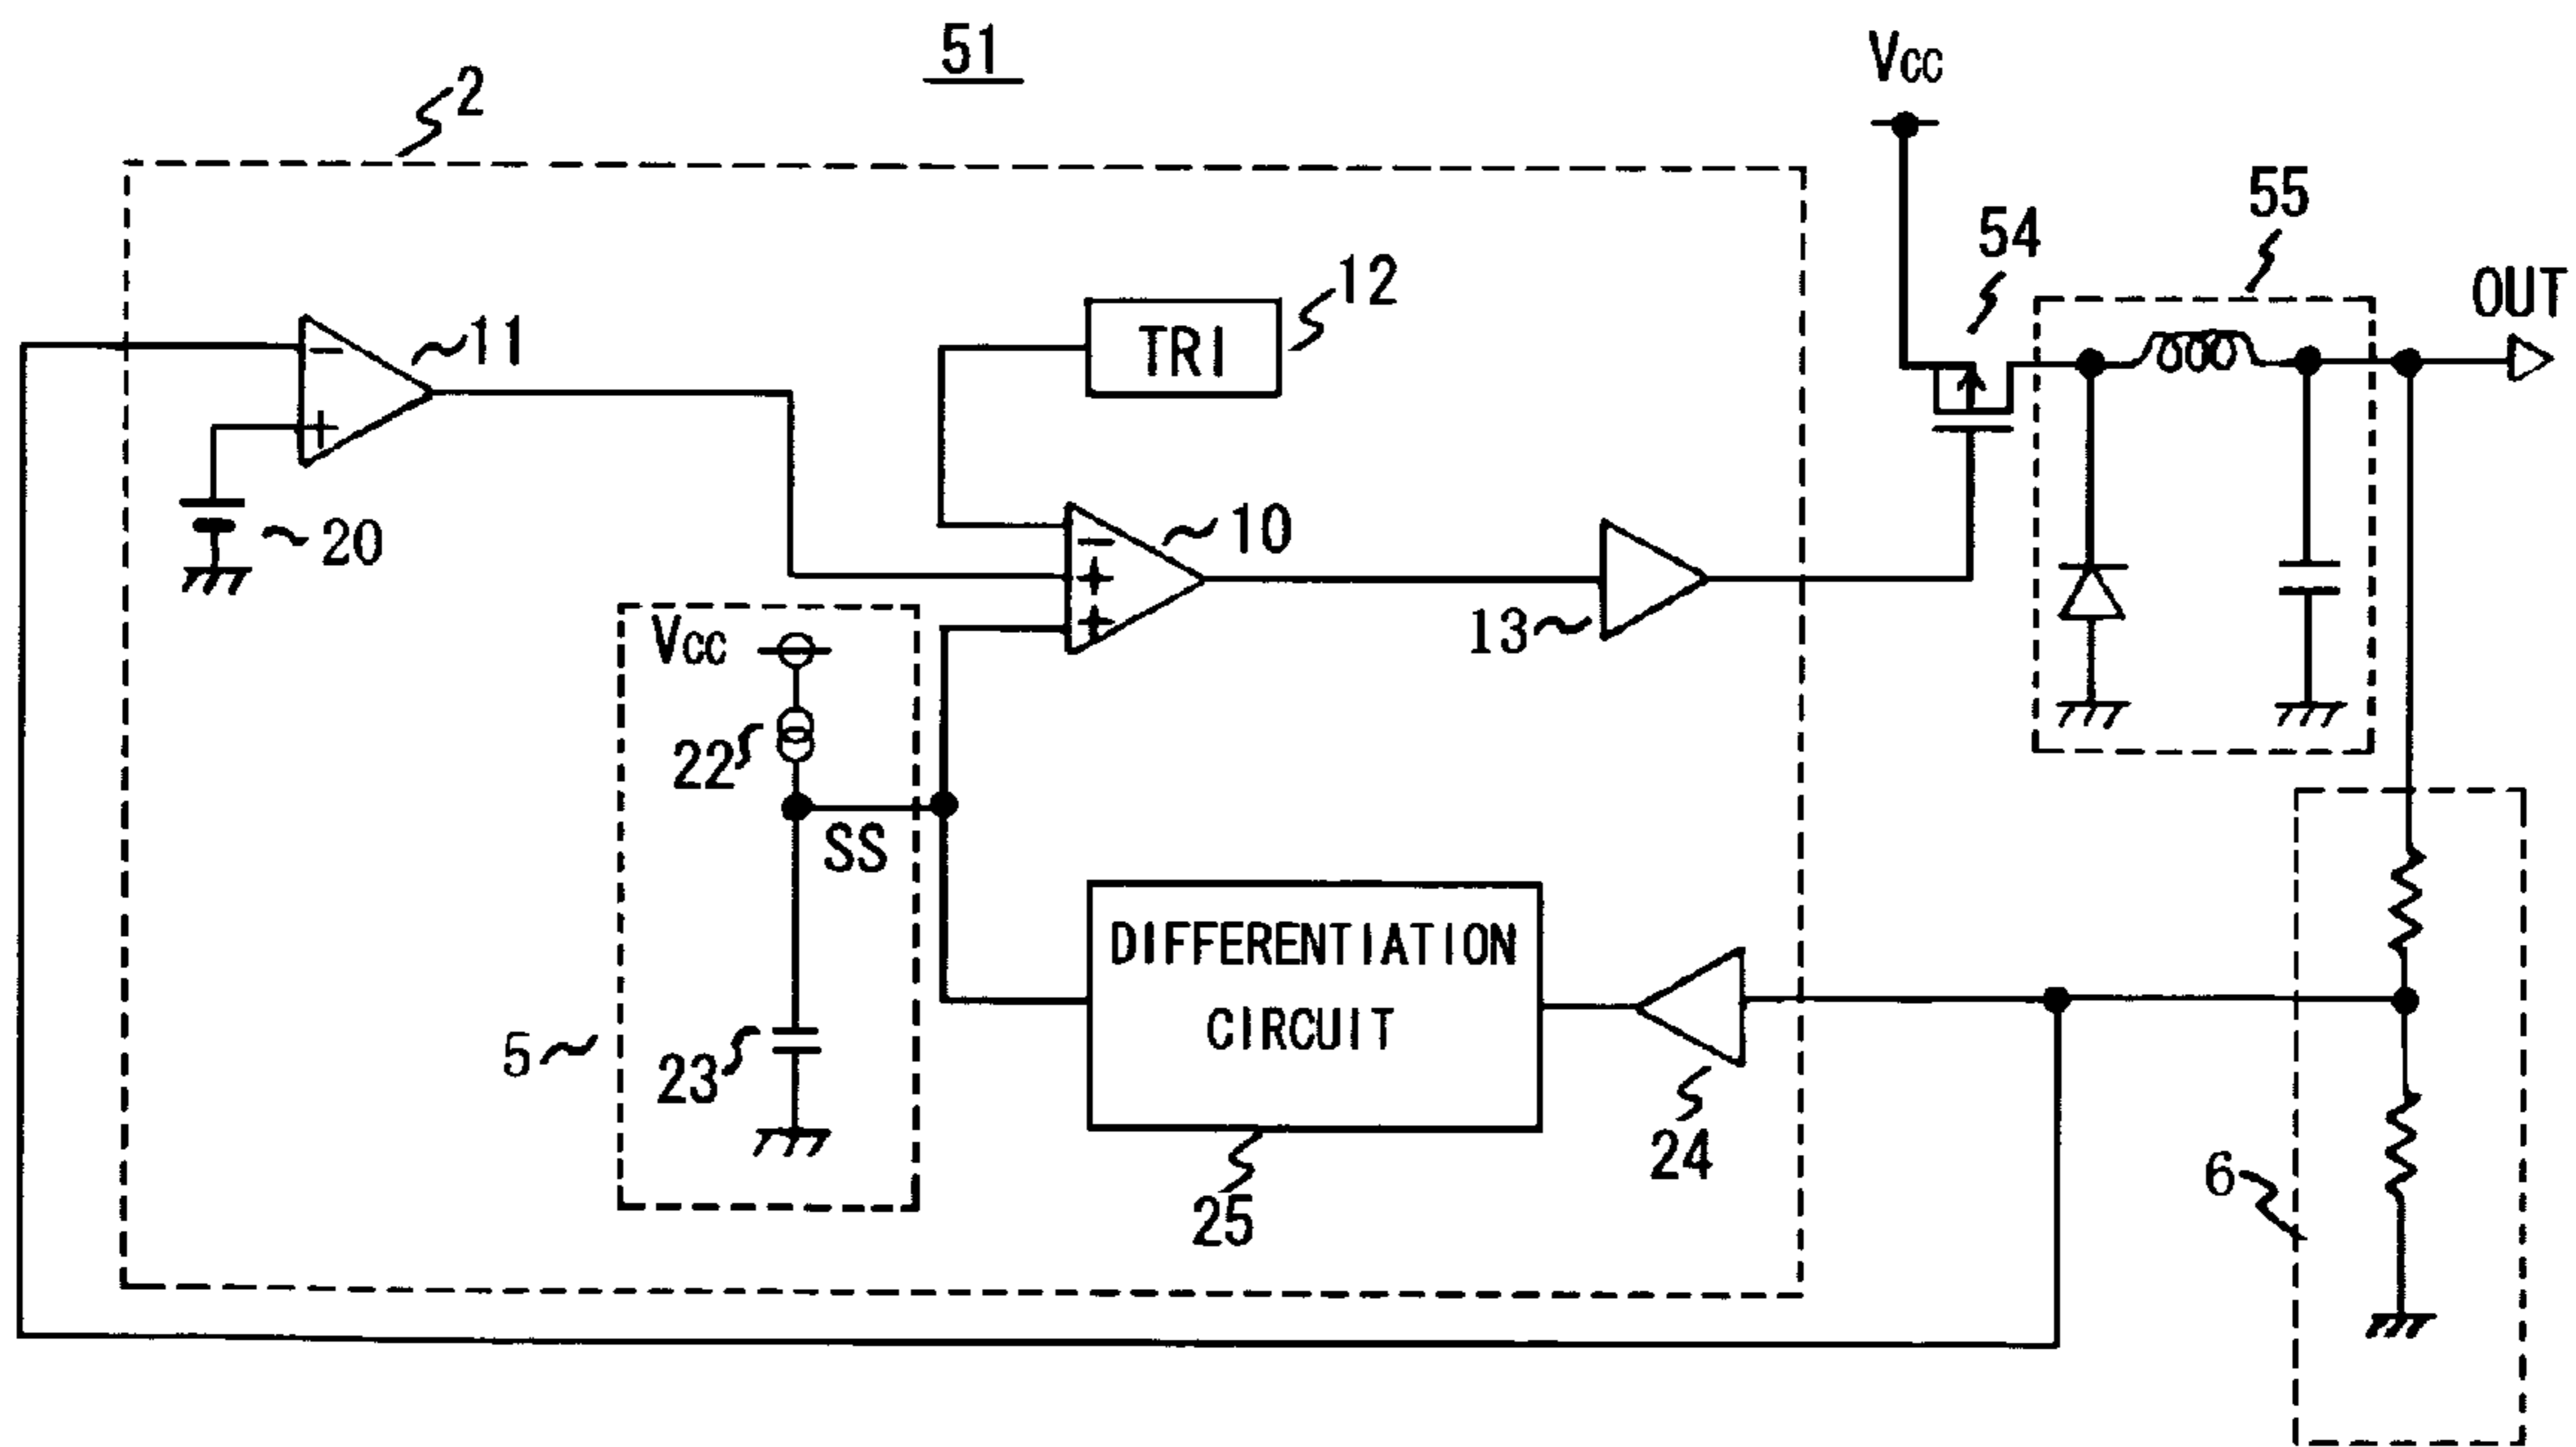 51
2
Vcc
55
54
OUT
12
TRI
11
10
20
13
Vcc
22
SS
DIFFERENTIATION
CIRCUIT
5
23
24
25
6